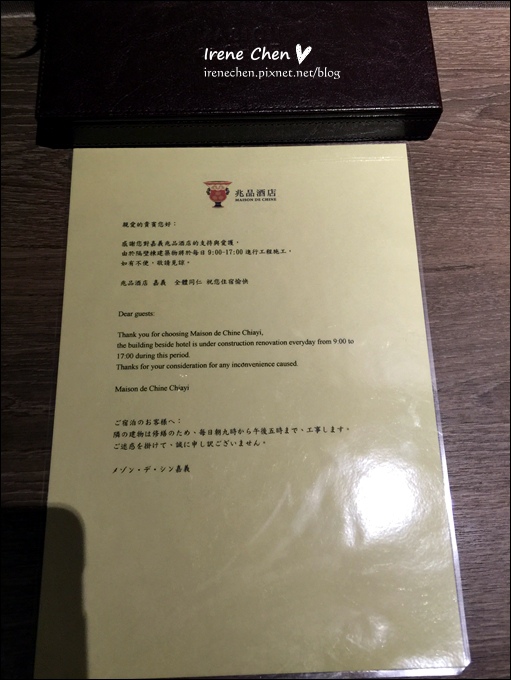 Irene Chen
irenechen.pixnet.net/blog
兆品酒店
MAISON DE CHINE
親愛的貴賓您好：
感謝您對嘉義兆品酒店的支持與愛護，
由於隔壁棟建築物將於每日9:00-17:00進行工程施工，
如有不便，敬請見諒。
兆品酒店 嘉義 全體同仁 祝您住宿愉快
Dear guests:
Thank you for choosing Maison de Chine Chiayi,
the building beside hotel is under construction renovation everyday from 9:00 to
17:00 during this period.
Thanks for your consideration for any inconvenience caused.
Maison de Chine Chiayi
ご宿泊のお客様へ：
隣の建物は修繕のため、毎日朝九時から午後五時まで、工事します。
ご迷惑を掛けて、誠に申し訳ございません。
メゾン・デ・シン嘉義